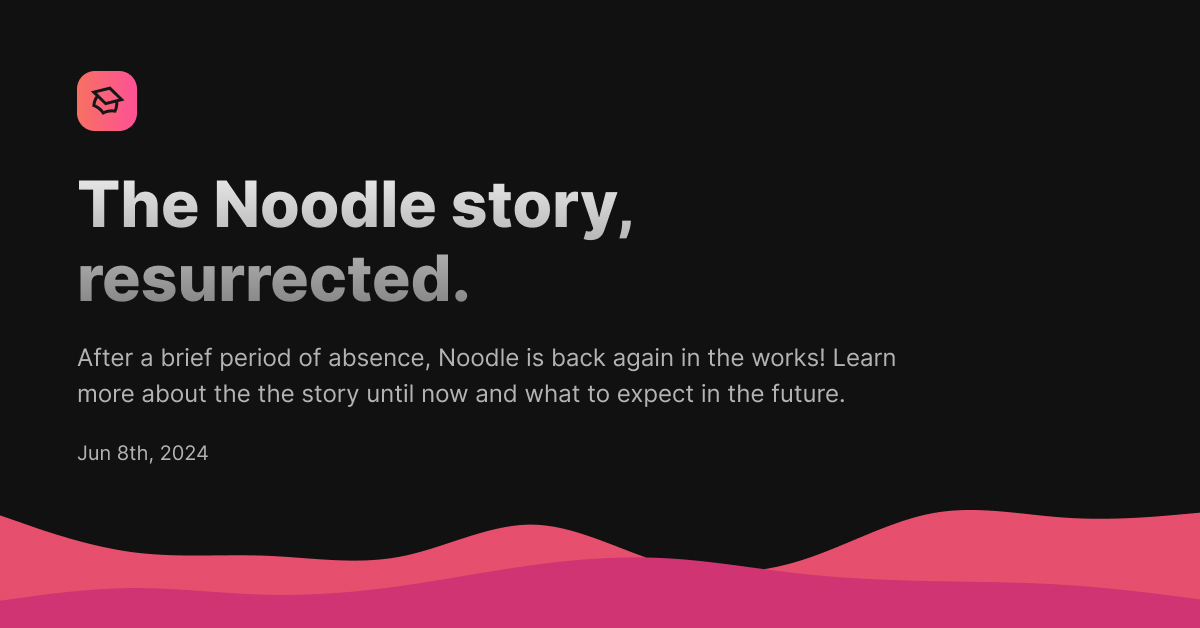 The Noodle story,
resurrected.
After a brief period of absence, Noodle is back again in the works! Learn
more about the the story until now and what to expect in the future.
Jun 8th, 2024